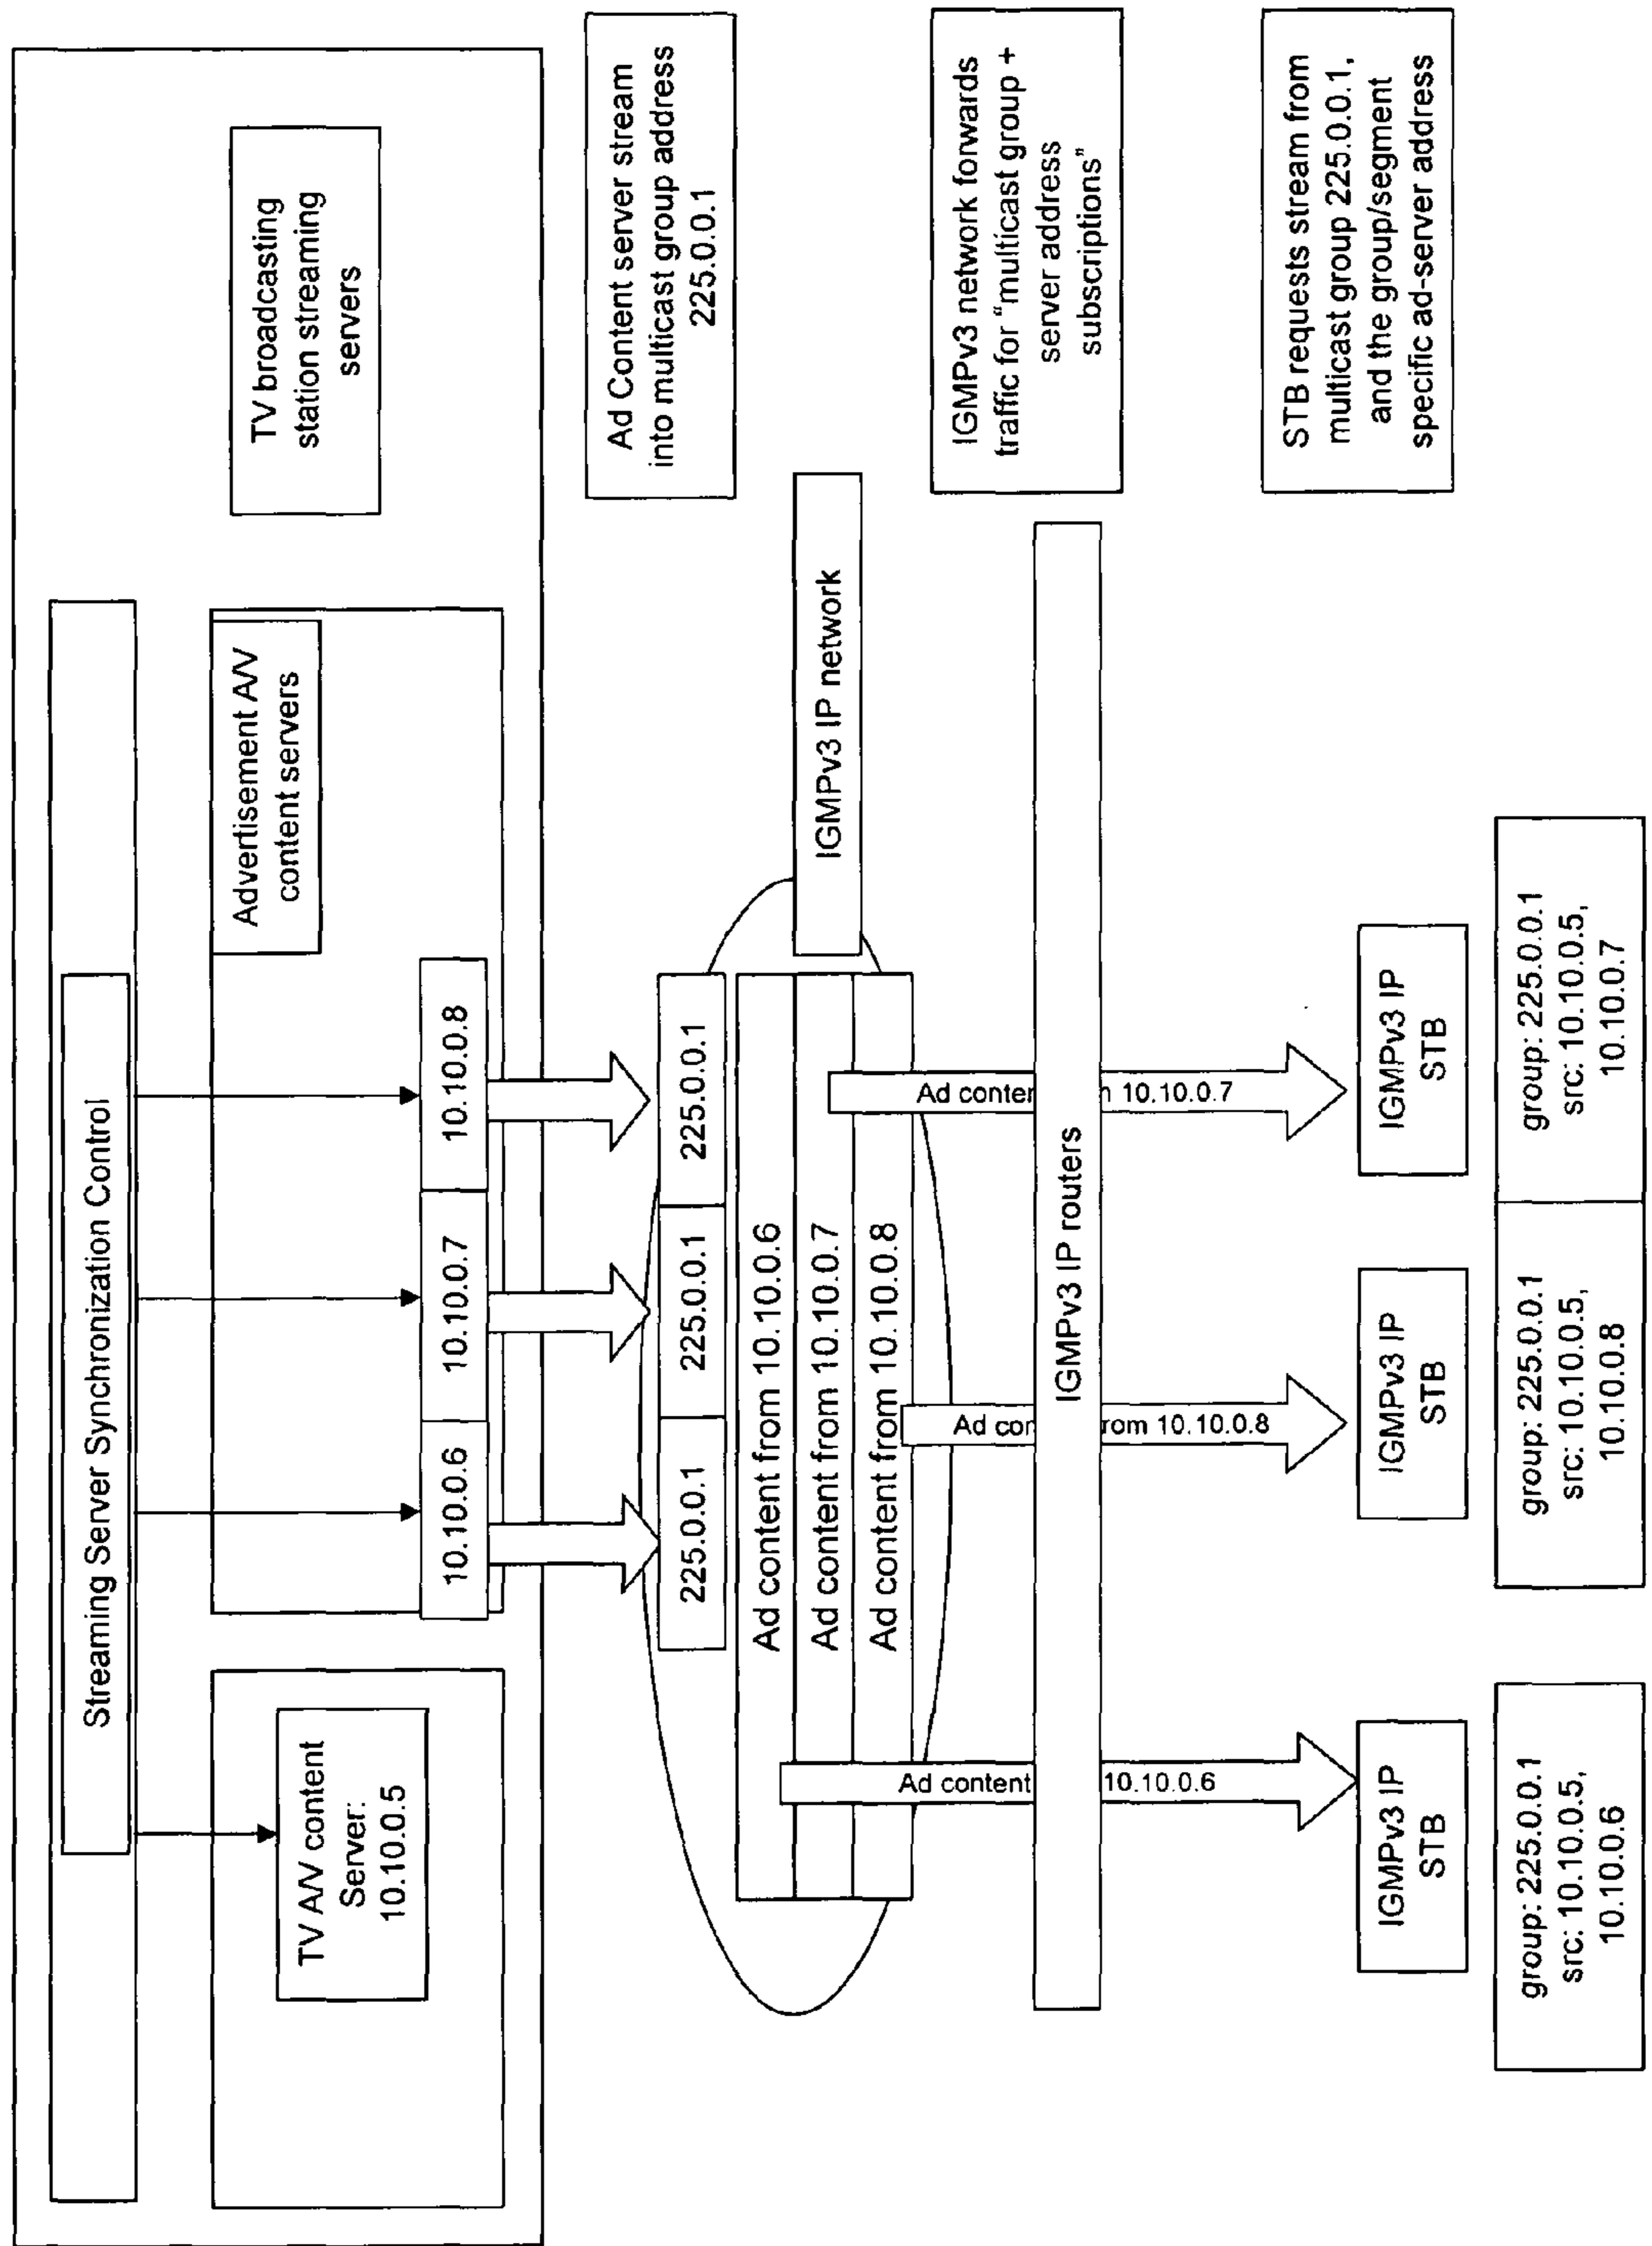 Streaming Server Synchronization Control
TV A/V content
Server:
10.10.0.5
Advertisement A/V
content servers
10.10.0.6
10.10.0.7
10.10.0.8
TV broadcasting
station streaming
servers
225.0.0.1
225.0.0.1
225.0.0.1
Ad Content server stream
into multicast group address
225.0.0.1
Ad content from 10.10.0.6
Ad content from 10.10.0.7
Ad content from 10.10.0.8
IGMPv3 IP network
Ad content 10.10.0.6
Ad from 10.10.0.8
Ad 10.10.0.7
IGMPv3 IP routers
IGMPv3 network forwards
traffic for "multicast group +
server address
subscriptions"
IGMPv3 IP
STB
IGMPv3 IP
STB
IGMPv3 IP
STB
STB requests stream from
multicast group 225.0.0.1,
and the group/segment
specific ad-server address
group: 225.0.0.1
src: 10.10.0.5,
10.10.0.6
group: 225.0.0.1
src: 10.10.0.5,
10.10.0.8
group: 225.0.0.1
src: 10.10.0.5,
10.10.0.7